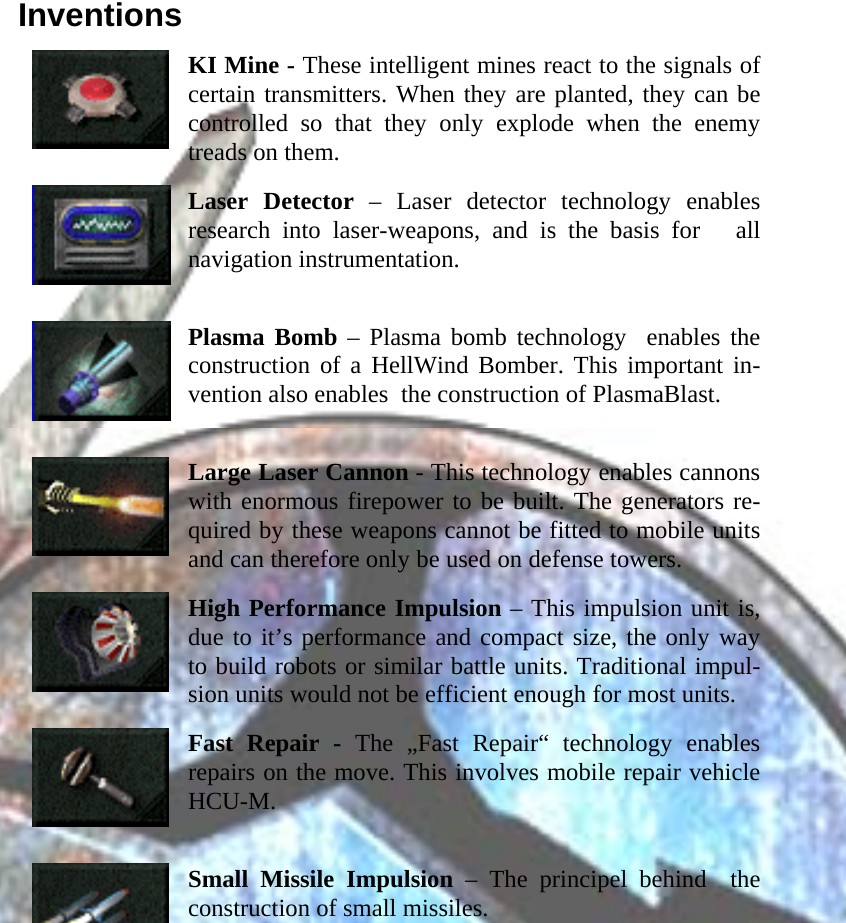 Inventions
KI Mine - These intelligent mines react to the signals of
certain transmitters. When they are planted, they can be
controlled so that they only explode when the enemy
treads on them.
Laser Detector – Laser detector technology enables
research into laser-weapons, and is the basis for all
navigation instrumentation.
Plasma Bomb – Plasma bomb technology enables the
construction of a HellWind Bomber. This important in-
vention also enables the construction of PlasmaBlast.
Large Laser Cannon - This technology enables cannons
with enormous firepower to be built. The generators re-
quired by these weapons cannot be fitted to mobile units
and can therefore only be used on defense towers.
High Performance Impulsion – This impulsion unit is,
due to it’s performance and compact size, the only way
to build robots or similar battle units. Traditional impul-
sion units would not be efficient enough for most units.
Fast Repair - The „Fast Repair“ technology enables
repairs on the move. This involves mobile repair vehicle
HCU-M.
Small Missile Impulsion – The principel behind the
construction of small missiles.